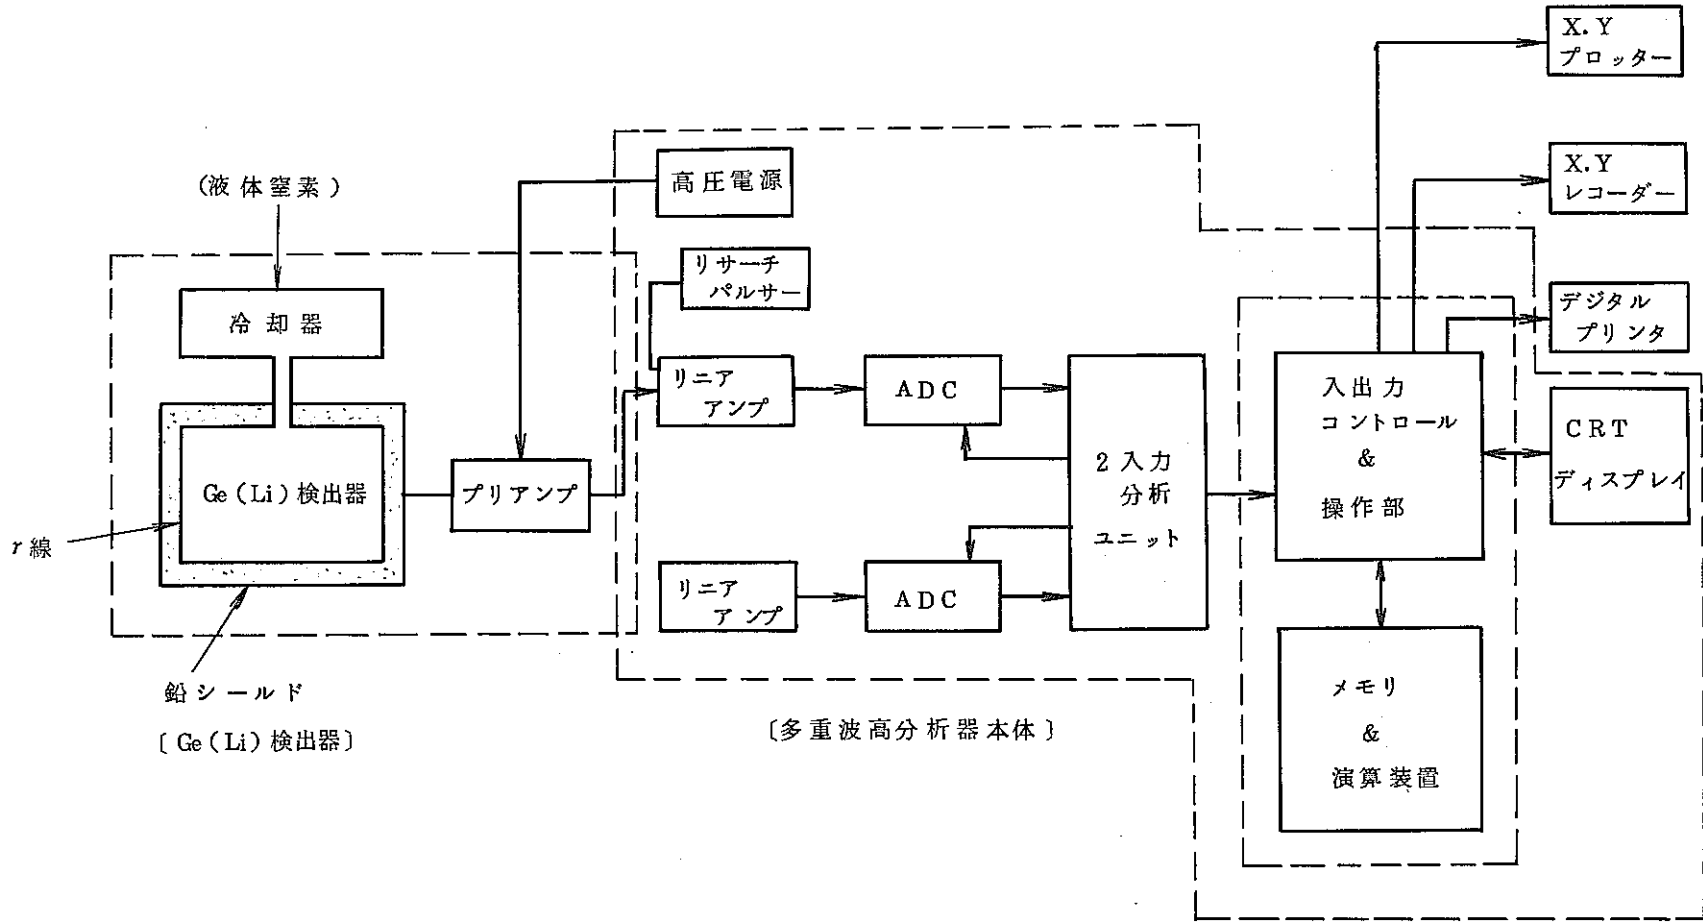 X.Y
プロッター
X.Y
レコーダー
(液体窒素)
高圧電源
リサーチ
パルサー
デジタル
プリンタ
冷却器
リニア
アンプ
ADC
入出力
コントロール
&
操作部
CRT
ディスプレイ
2入力
分析
ユニット
Ge(Li)検出器
プリアンプ
r線
リニア
アンプ
ADC
鉛シールド
〔Ge(Li)検出器〕
〔多重波高分析器本体〕
メモリ
&
演算装置